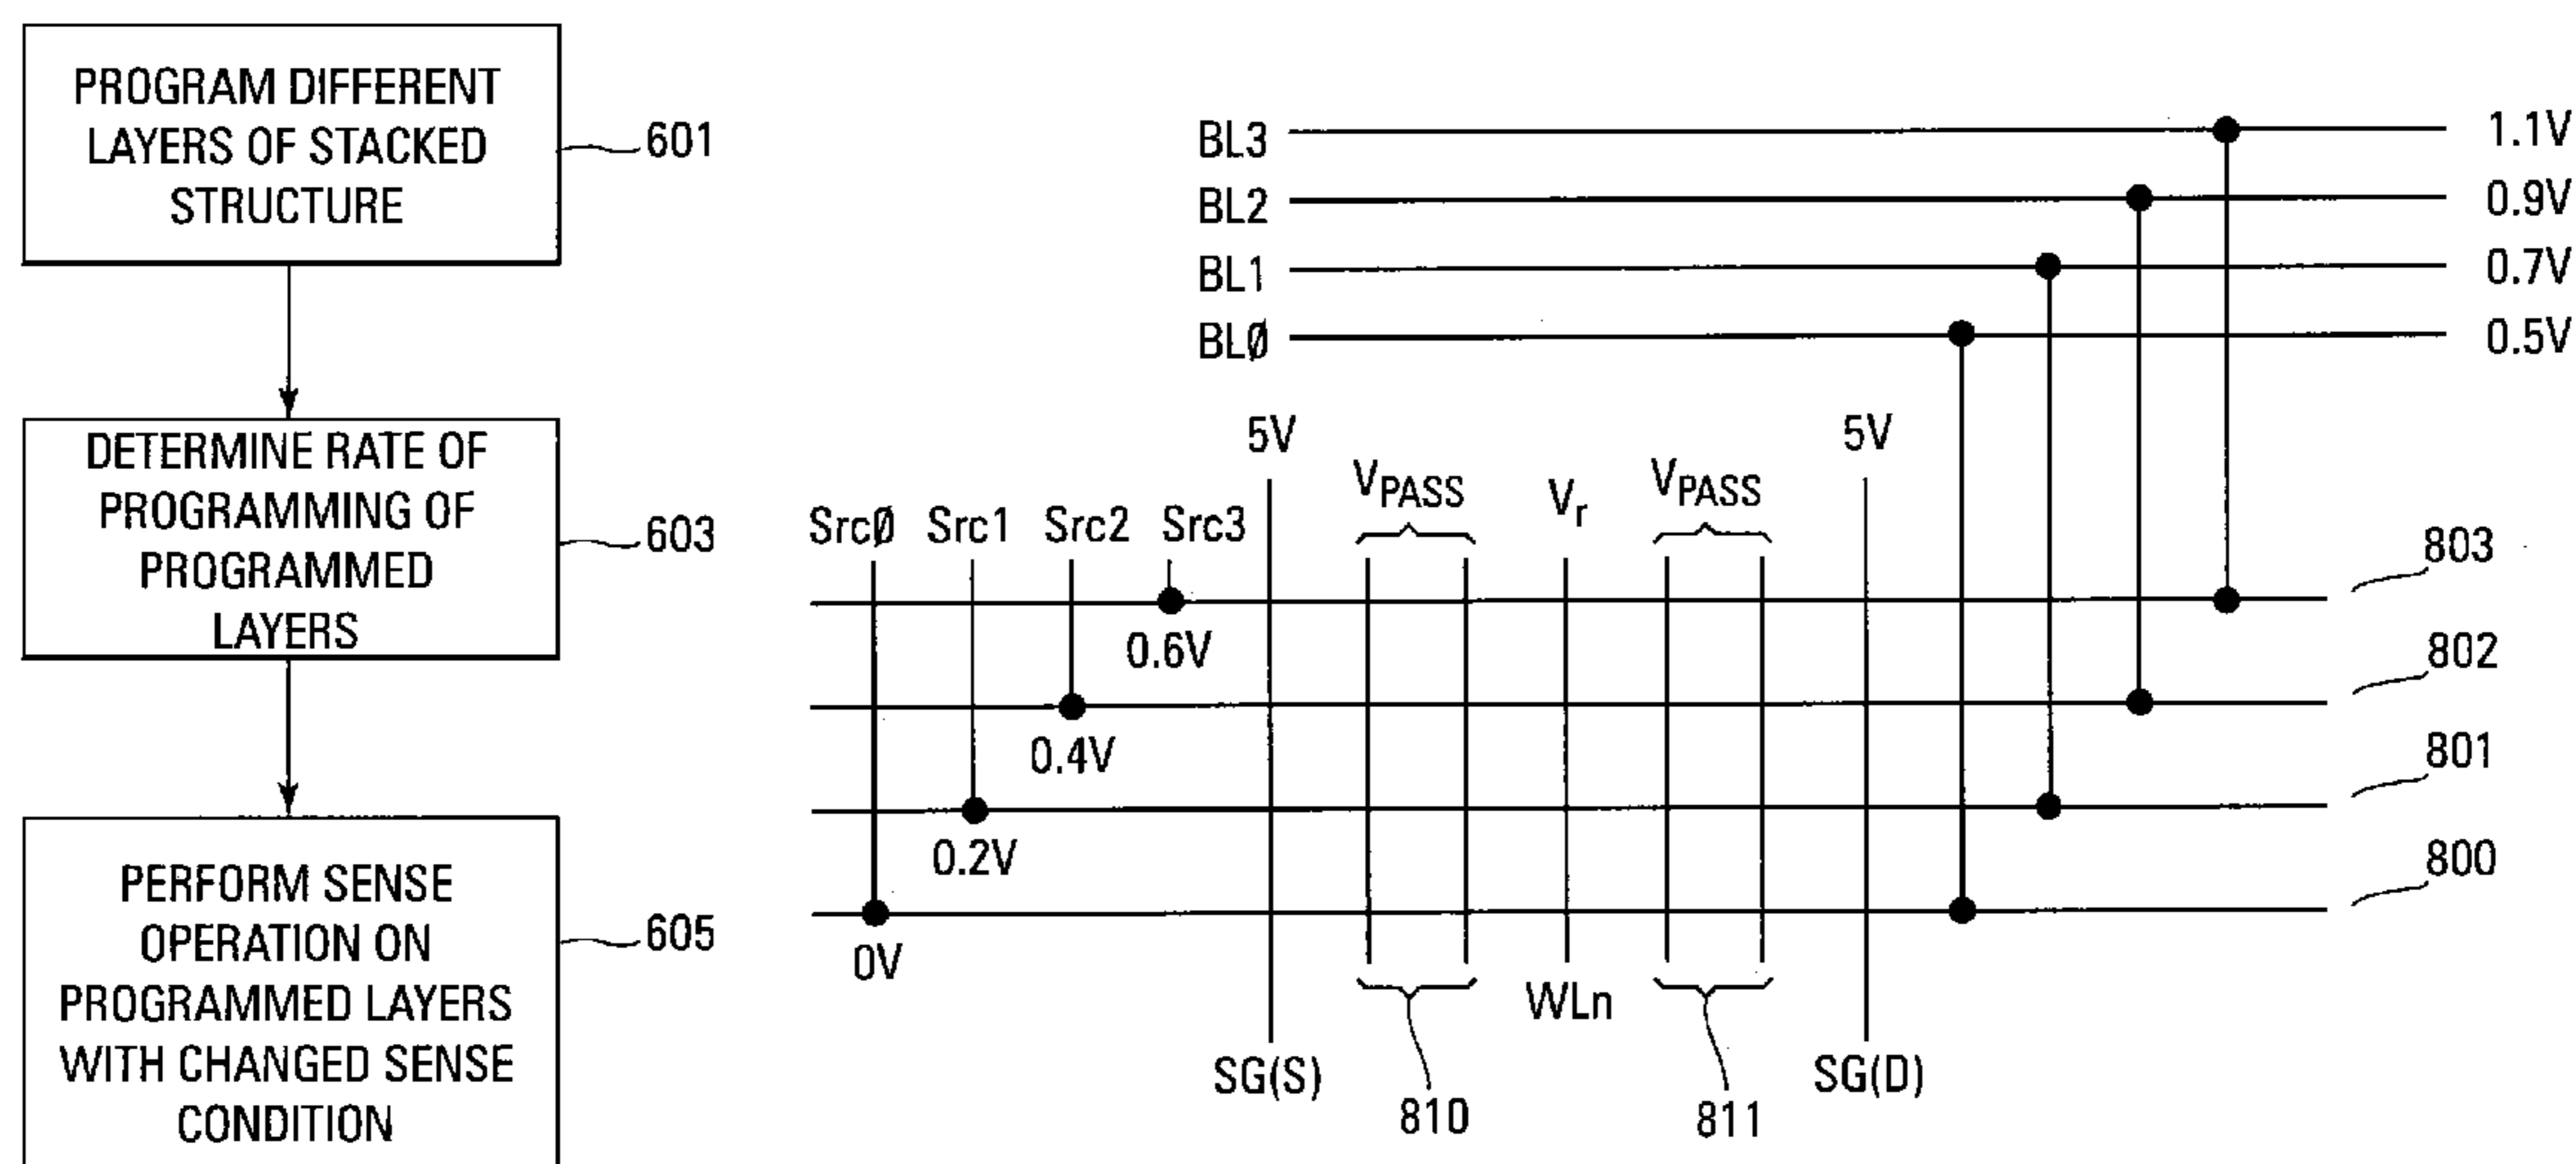 PROGRAM DIFFERENT
LAYERS OF STACKED
STRUCTURE
601
DETERMINE RATE OF
PROGRAMMING OF
PROGRAMMED
LAYERS
603
PERFORM SENSE
OPERATION ON
PROGRAMMED LAYERS
WITH CHANGED SENSE
CONDITION
605
BL3 1.1V
BL2 0.9V
BL1 0.7V
BLØ 0.5V
5V 5V
VPASS Vr VPASS
SrcØ Src1 Src2 Src3
803
0.6V
802
0.4V
801
0.2V
800
0V
WLn
SG(S) SG(D)
810 811